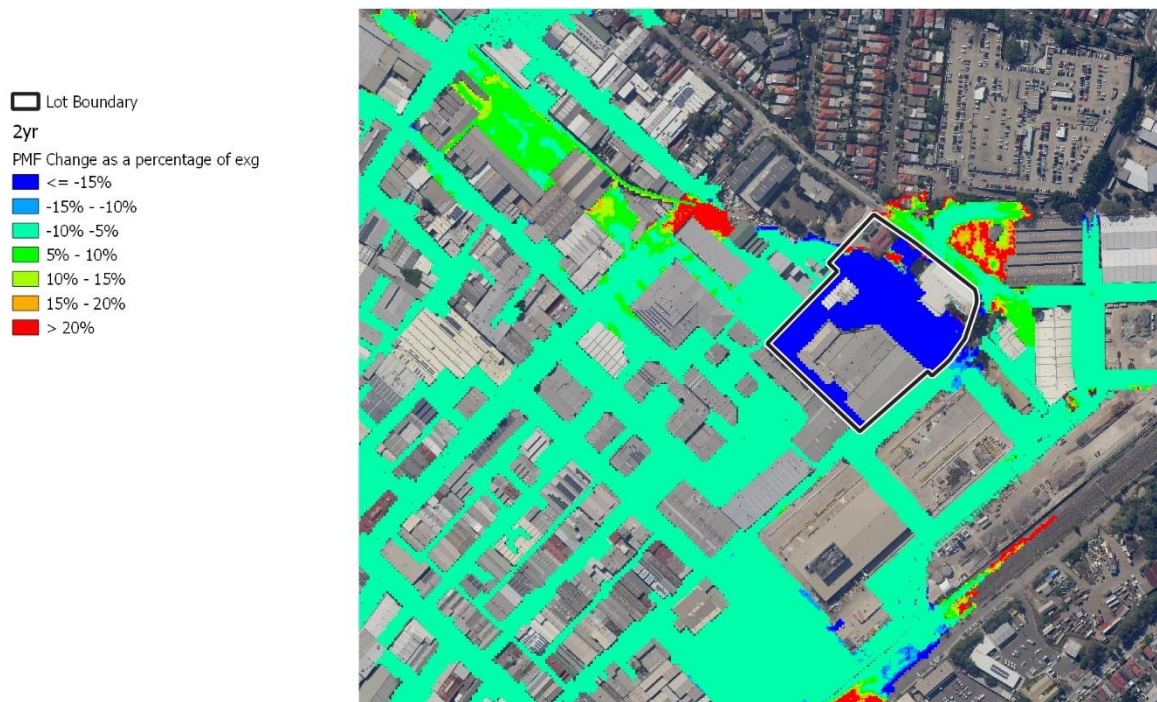 Lot Boundary
2yr
PMF Change as a percentage of exg
<= -15%
-15% - -10%
-10% -5%
5% - 10%
10% - 15%
15% - 20%
> 20%